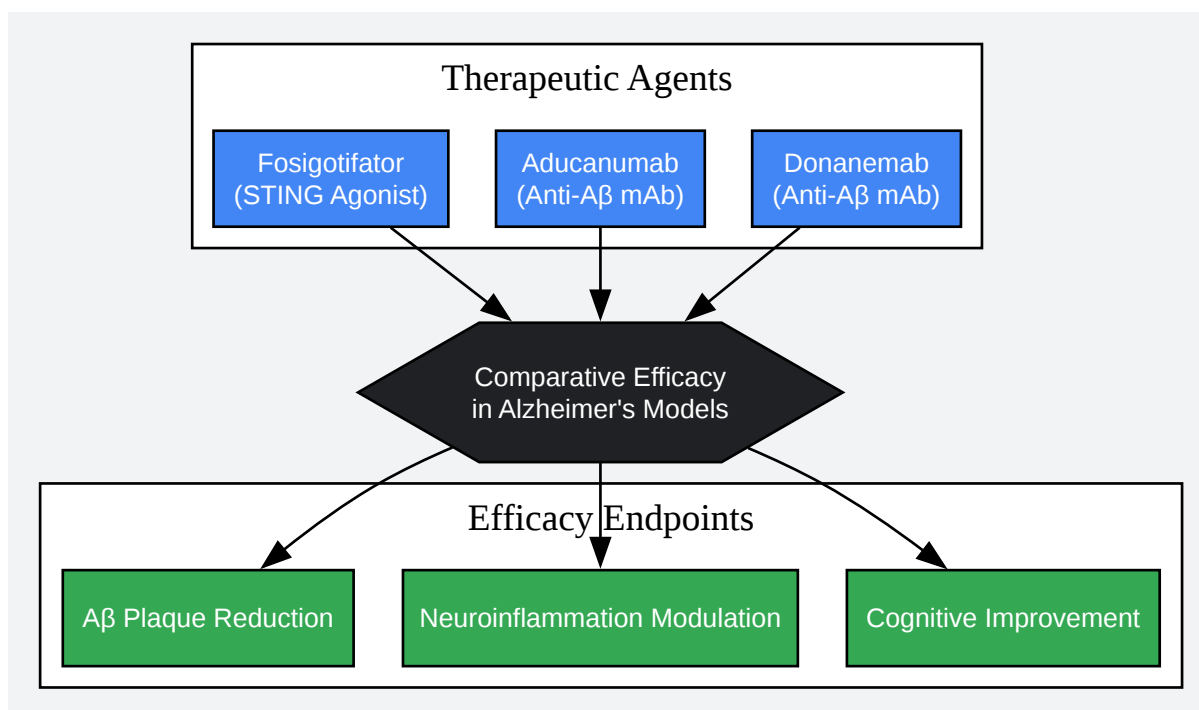 Therapeutic Agents
Fosigotifator
(STING Agonist)
Aducanumab
(Anti-Aβ mAb)
Donanemab
(Anti-Aβ mAb)
Comparative Efficacy
in Alzheimer's Models
Efficacy Endpoints
Aβ Plaque Reduction
Neuroinflammation Modulation
Cognitive Improvement